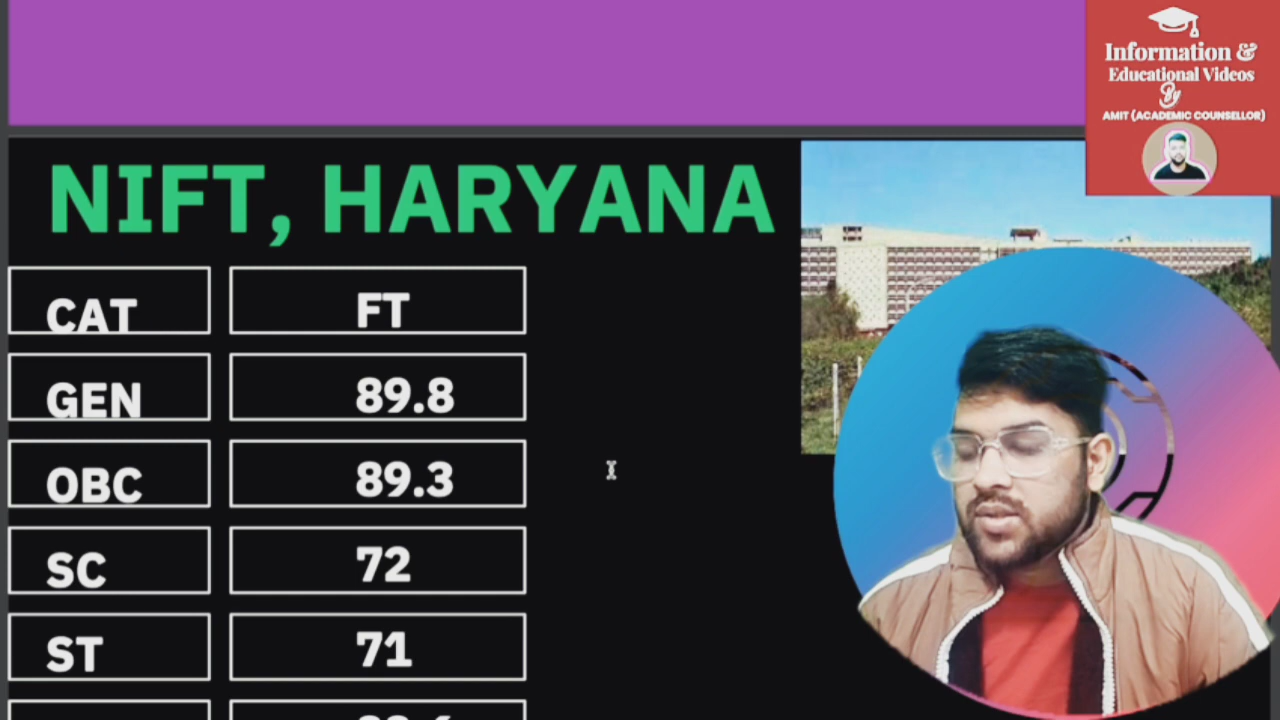 Information &
Educational Videos
By
AMIT (ACADEMIC COUNSELLOR)
NIFT, HARYANA
CAT FT
GEN 89.8
OBC 89.3
SC 72
ST 71